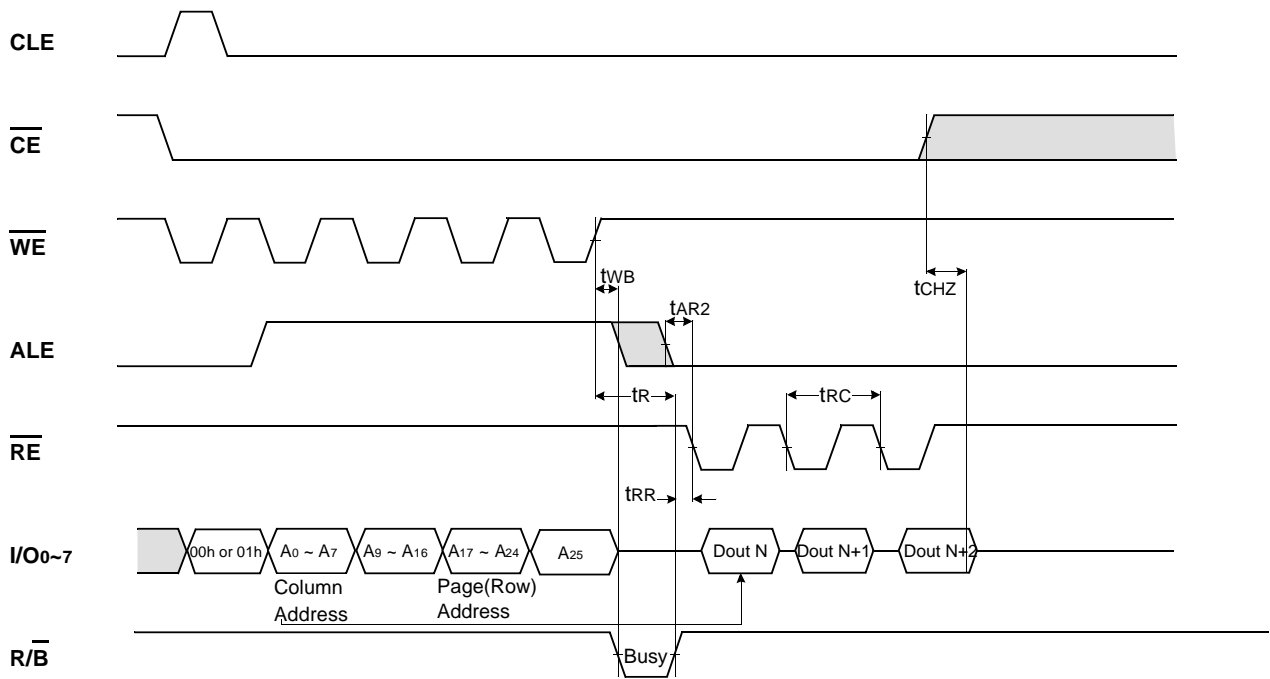 CLE
CE
WE
tWB
tCHZ
tAR2
ALE
tR
tRC
RE
tRR
I/O0~7
00h or 01h
A0 ~ A7
A9 ~ A16
A17 ~ A24
A25
Dout N
Dout N+1
Dout N+2
Column
Address
Page(Row)
Address
R/B
Busy